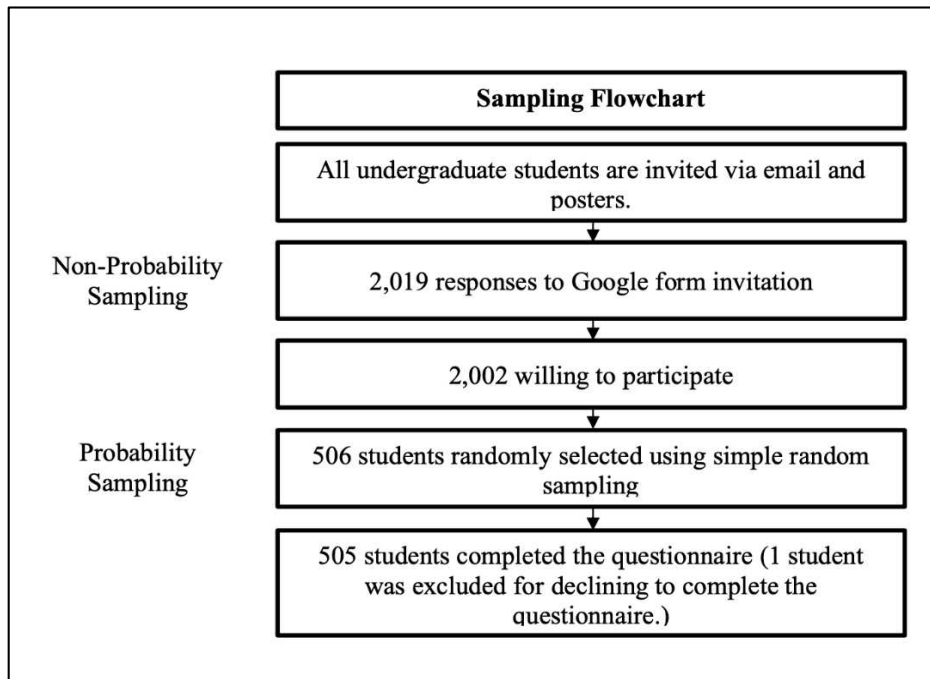 Sampling Flowchart
All undergraduate students are invited via email and
posters.
Non-Probability
Sampling
2,019 responses to Google form invitation
2,002 willing to participate
Probability
Sampling
506 students randomly selected using simple random
sampling
505 students completed the questionnaire (1 student
was excluded for declining to complete the
questionnaire.)